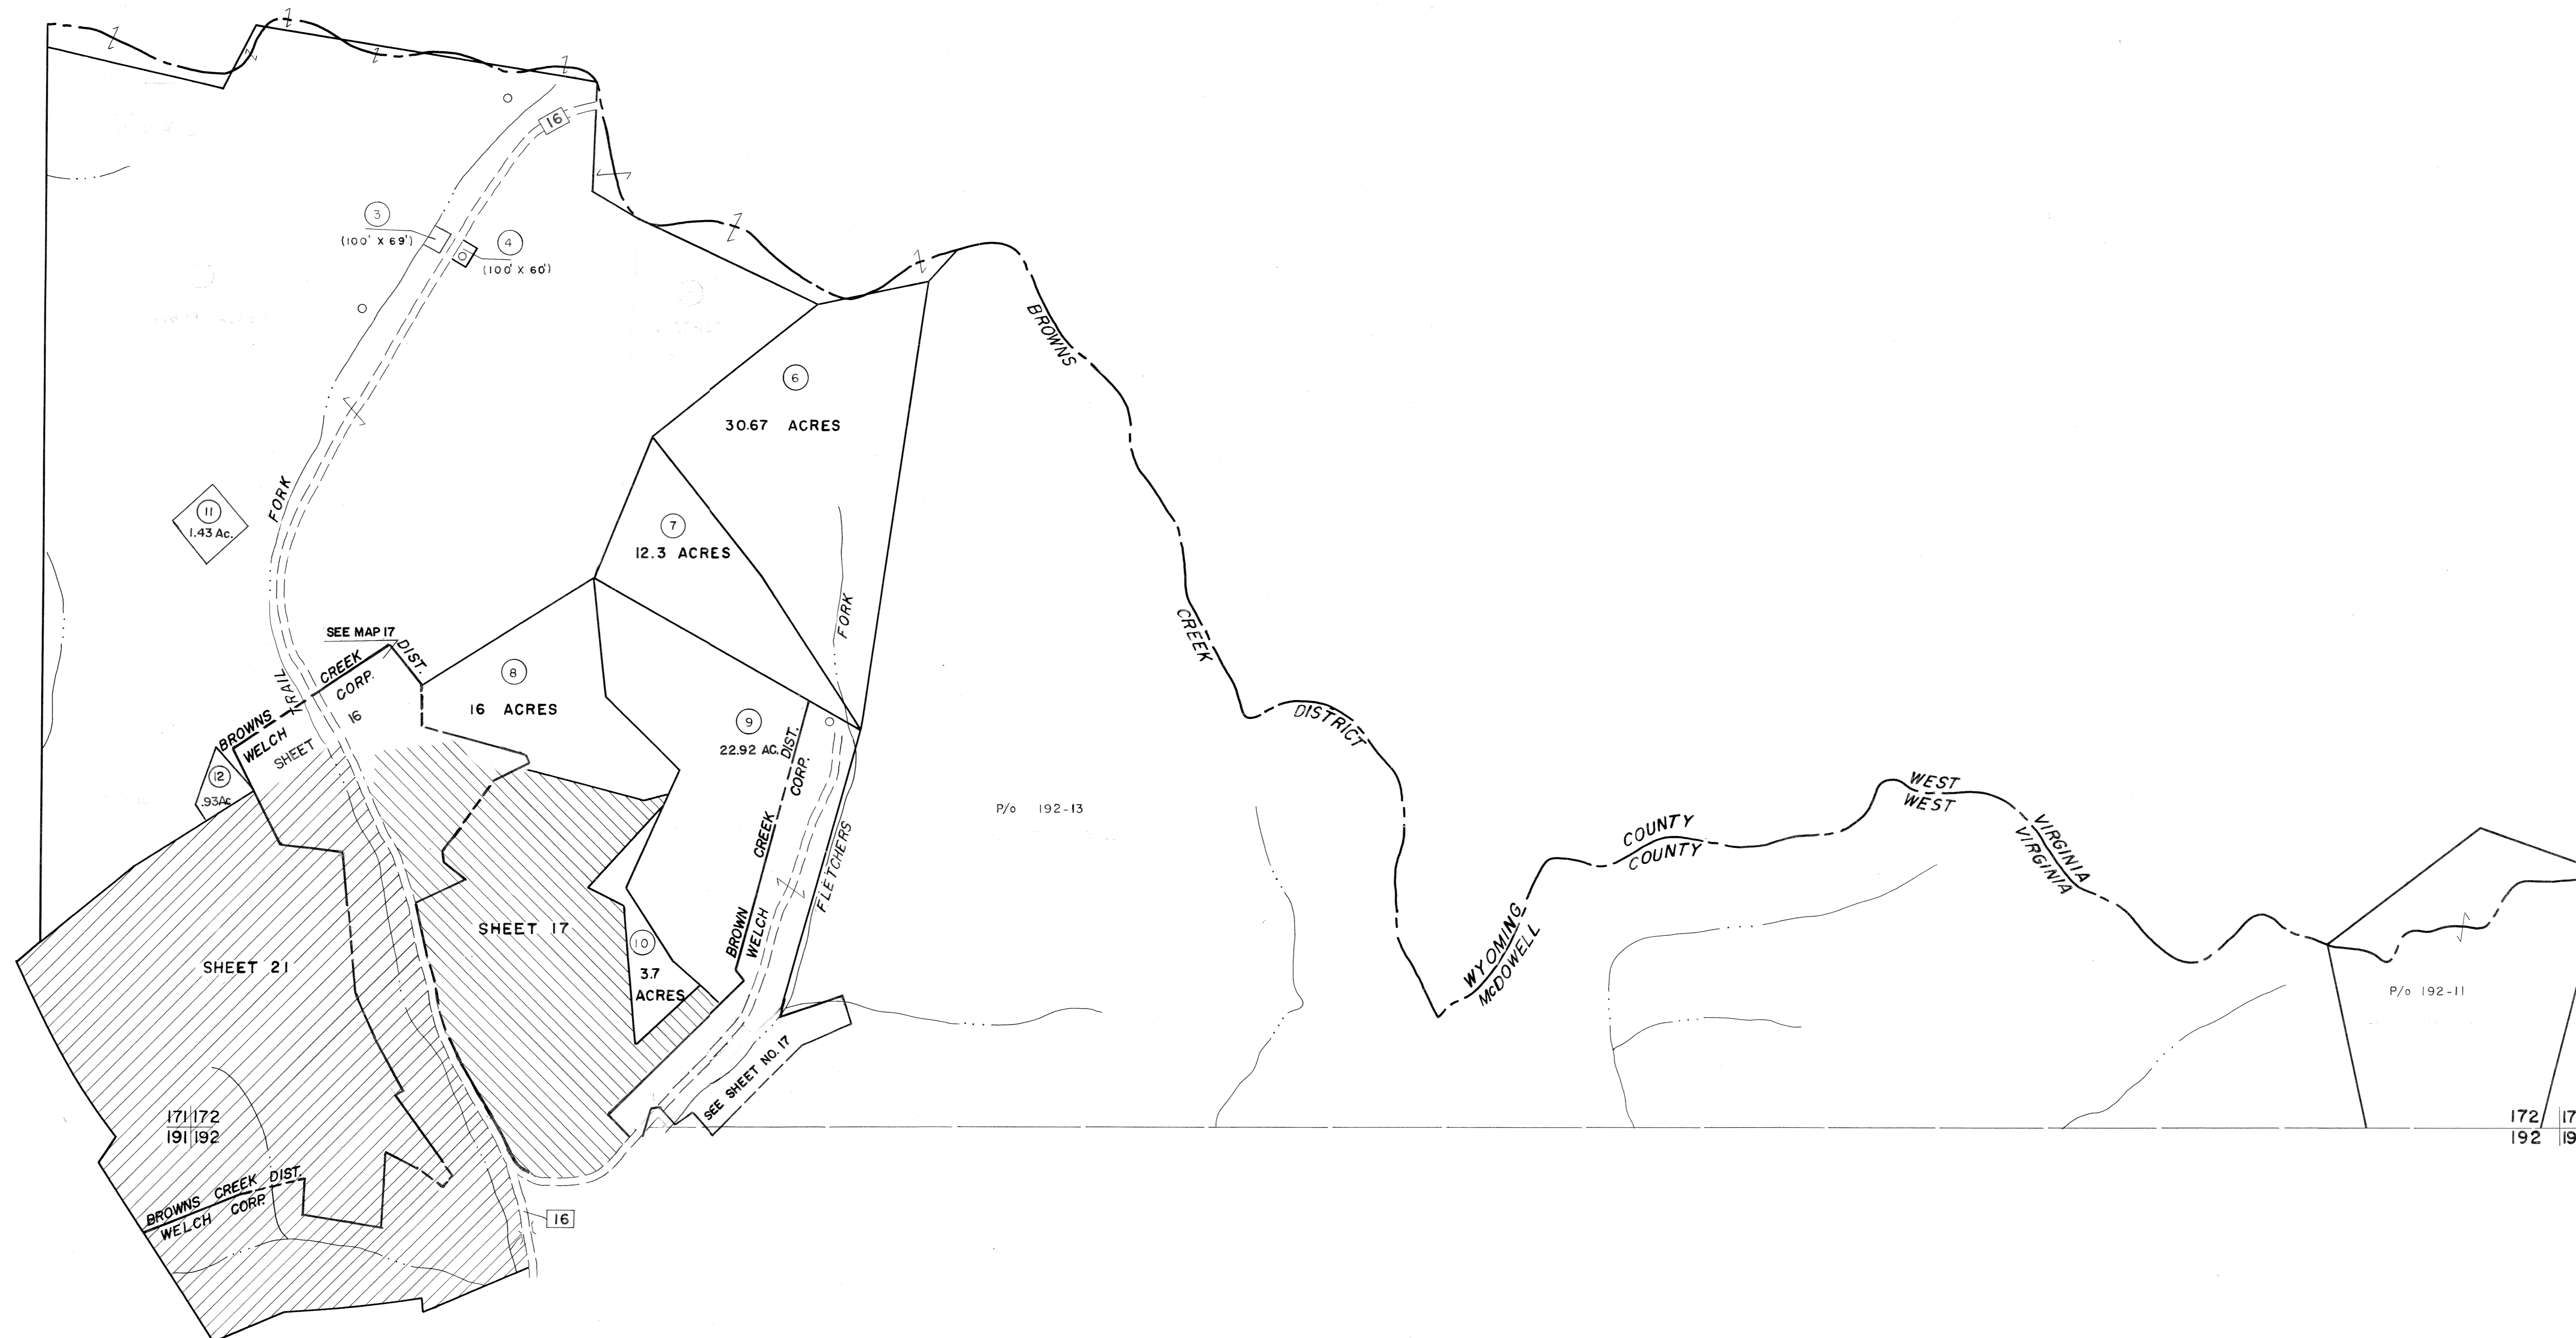 16
3
(100' X 69')
4
(100' X 60')
BROWNS
6
30.67 ACRES
FORK
11
1.43 Ac.
7
12.3 ACRES
FORK
CREEK
SEE MAP 17
DIST.
CREEK
CORP.
TRAIL
16
BROWNS
WELCH
SHEET
8
16 ACRES
9
22.92 AC.
DIST.
CORP.
DISTRICT
12
.93Ac
WEST
WEST
P/o 192-13
COUNTY
COUNTY
VIRGINIA
VIRGINIA
CREEK
FLETCHERS
BROWN
WELCH
SHEET 17
WYOMING
McDOWELL
10
3.7
ACRES
SHEET 21
P/o 192-11
SEE SHEET NO. 17
171 172
191 192
172 17
192 19
BROWNS CREEK DIST.
WELCH CORP.
16